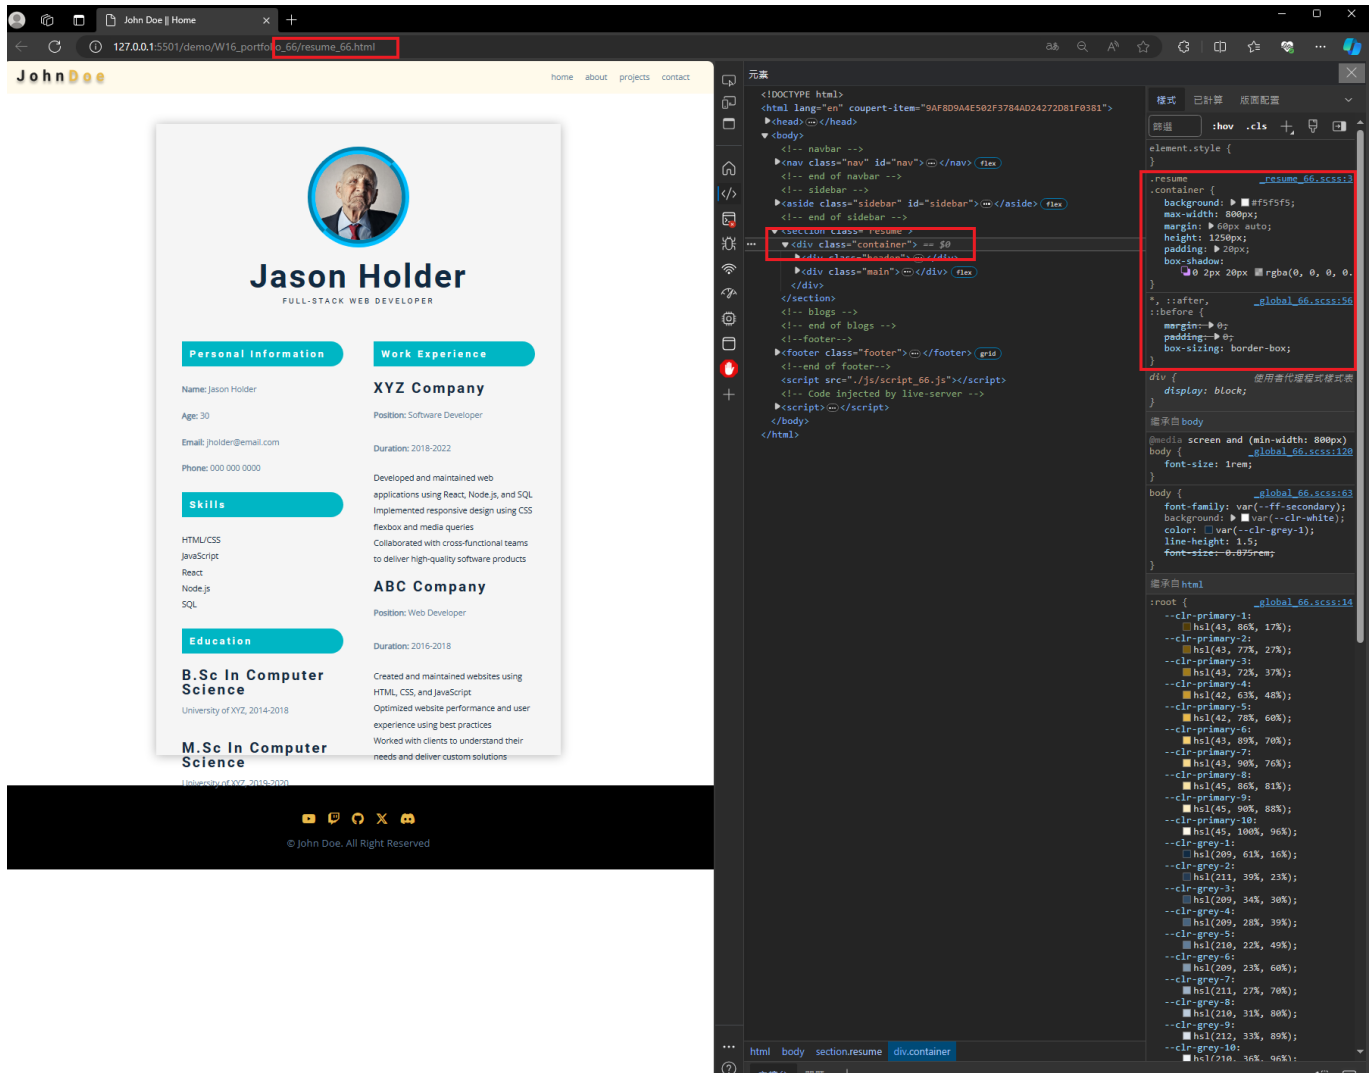 John Doe || Home
127.0.0.1:5501/demo/W16_portfolio_66/resume_66.html
JohnDoe
home about projects contact
Jason Holder
FULL-STACK WEB DEVELOPER
Personal Information
Name: Jason Holder
Age: 30
Email: jholder@email.com
Phone: 000 000 0000
Skills
HTML/CSS
JavaScript
React
Node.js
SQL
Education
B.Sc In Computer
Science
University of XYZ, 2014-2018
M.Sc In Computer
Science
University of XYZ, 2019-2020
Work Experience
XYZ Company
Position: Software Developer
Duration: 2018-2022
Developed and maintained web
applications using React, Node.js, and SQL
Implemented responsive design using CSS
flexbox and media queries
Collaborated with cross-functional teams
to deliver high-quality software products
ABC Company
Position: Web Developer
Duration: 2016-2018
Created and maintained websites using
HTML, CSS, and JavaScript
Optimized website performance and user
experience using best practices
Worked with clients to understand their
needs and deliver custom solutions
© John Doe. All Right Reserved
元素
<!DOCTYPE html>
<html lang="en" coupert-item="9AF8D9A4E502F3784AD24272D81F0381">
<head> ⋯ </head>
<body>
<!-- navbar -->
<nav class="nav" id="nav"> ⋯ </nav> flex
<!-- end of navbar -->
<!-- sidebar -->
<aside class="sidebar" id="sidebar"> ⋯ </aside> flex
<!-- end of sidebar -->
<section class="resume">
<div class="container"> == $0
<div class="header"> ⋯ </div>
<div class="main"> ⋯ </div> flex
</div>
</section>
<!-- blogs -->
<!-- end of blogs -->
<!--footer-->
<footer class="footer"> ⋯ </footer> grid
<!--end of footer-->
<script src="./js/script_66.js"></script>
<!-- Code injected by live-server -->
<script> ⋯ </script>
</body>
</html>
html body section.resume div.container
樣式 已計算 版面配置
篩選 :hov .cls
element.style {
}
.resume _resume_66.scss:3
.container {
background: #f5f5f5;
max-width: 800px;
margin: 60px auto;
height: 1250px;
padding: 20px;
box-shadow:
0 2px 20px rgba(0, 0, 0, 0.
}
*, ::after, _global_66.scss:56
::before {
margin: 0;
padding: 0;
box-sizing: border-box;
}
div { 使用者代理程式樣式表
display: block;
}
繼承自 body
@media screen and (min-width: 800px)
body { _global_66.scss:120
font-size: 1rem;
}
body { _global_66.scss:63
font-family: var(--ff-secondary);
background: var(--clr-white);
color: var(--clr-grey-1);
line-height: 1.5;
font-size: 0.875rem;
}
繼承自 html
:root { _global_66.scss:14
--clr-primary-1:
hsl(43, 86%, 17%);
--clr-primary-2:
hsl(43, 77%, 27%);
--clr-primary-3:
hsl(43, 72%, 37%);
--clr-primary-4:
hsl(42, 63%, 48%);
--clr-primary-5:
hsl(42, 78%, 60%);
--clr-primary-6:
hsl(43, 89%, 70%);
--clr-primary-7:
hsl(43, 90%, 76%);
--clr-primary-8:
hsl(45, 86%, 81%);
--clr-primary-9:
hsl(45, 90%, 88%);
--clr-primary-10:
hsl(45, 100%, 96%);
--clr-grey-1:
hsl(209, 61%, 16%);
--clr-grey-2:
hsl(211, 39%, 23%);
--clr-grey-3:
hsl(209, 34%, 30%);
--clr-grey-4:
hsl(209, 28%, 39%);
--clr-grey-5:
hsl(210, 22%, 49%);
--clr-grey-6:
hsl(209, 23%, 60%);
--clr-grey-7:
hsl(211, 27%, 70%);
--clr-grey-8:
hsl(210, 31%, 80%);
--clr-grey-9:
hsl(212, 33%, 89%);
--clr-grey-10:
hsl(210, 36%, 96%);